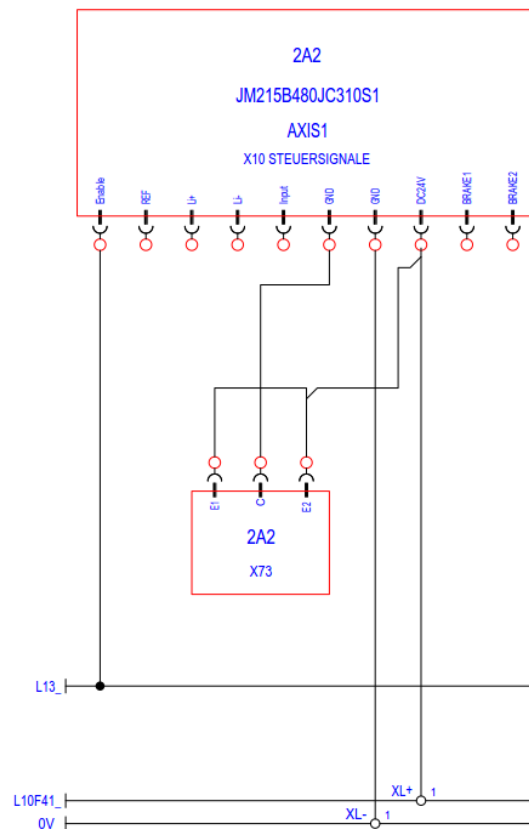 2A2
JM215B480JC310S1
AXIS1
X10 STEUERSIGNALE
Enable
REF
Li+
Li-
Input
GND
GND
DC24V
BRAKE1
BRAKE2
E1
C
E2
2A2
X73
L13_
L10F41_
XL+
1
0V
XL-
1